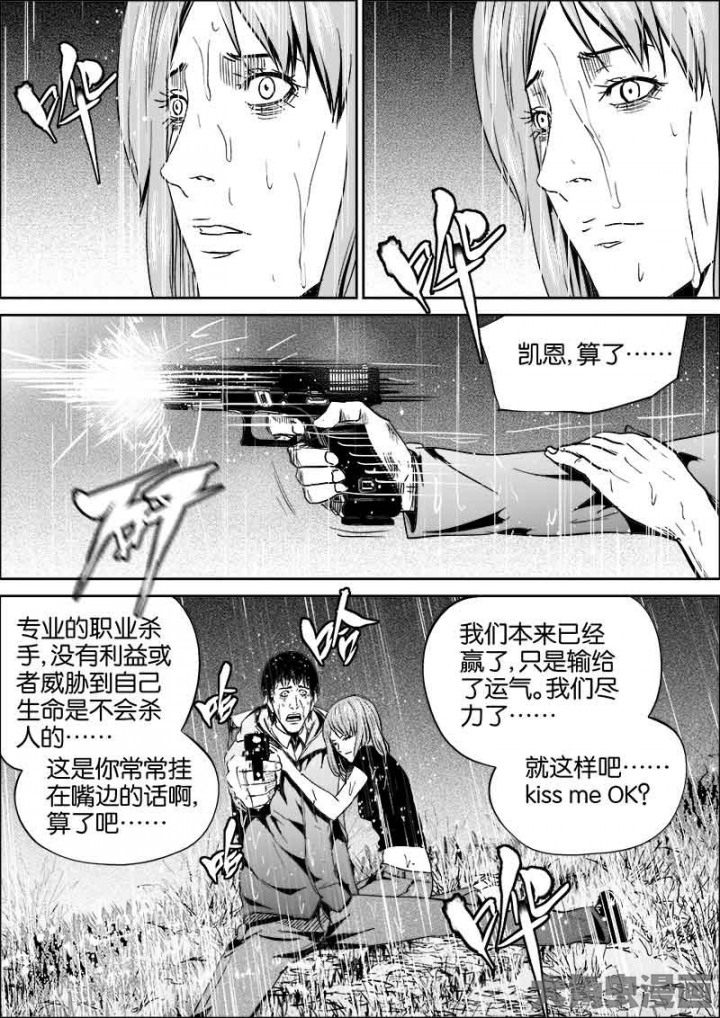 砰
砰
凯恩，算了……
砰
专业的职业杀
手，没有利益或
者威胁到自己
生命是不会杀
人的……
这是你常常挂
在嘴边的话啊，
算了吧……
哈
哈
哈
我们本来已经
赢了，只是输给
了运气。我们尽
力了……
就这样吧……
kiss me OK？
砰